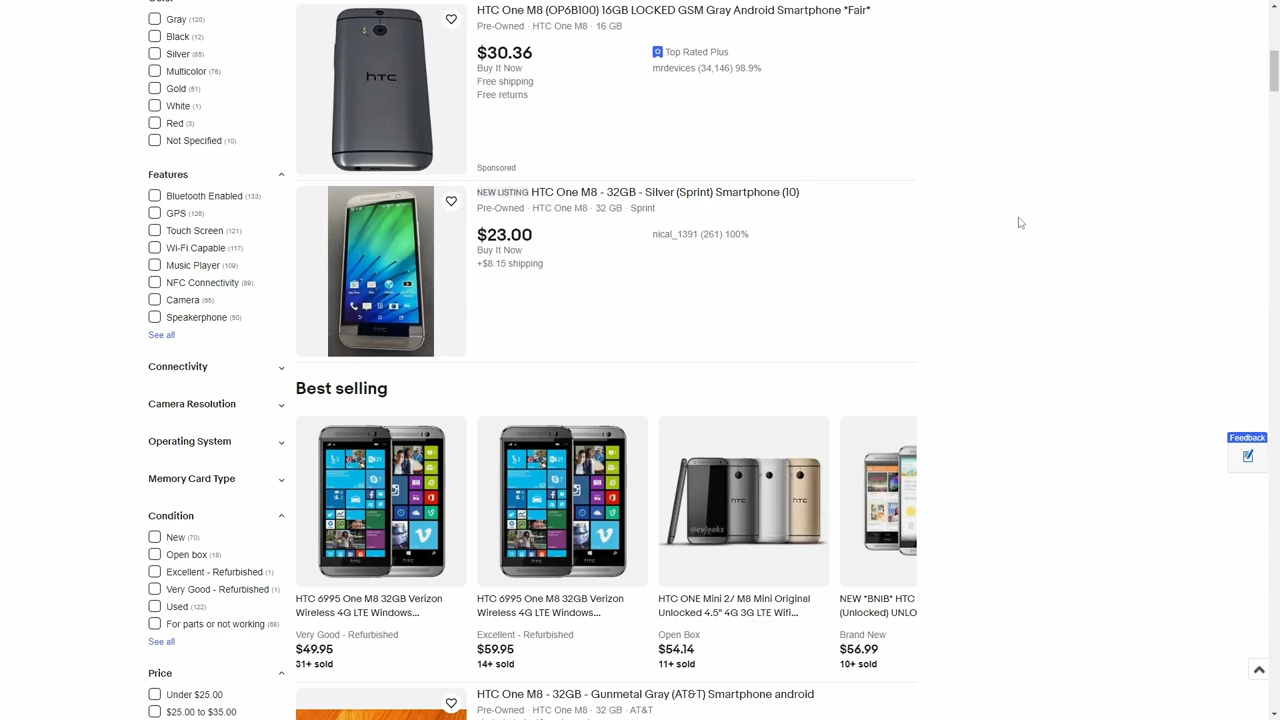 Gray (120)
Black (12)
Silver (85)
Multicolor (76)
Gold (51)
White (1)
Red (3)
Not Specified (10)
Features
Bluetooth Enabled (133)
GPS (126)
Touch Screen (121)
Wi-Fi Capable (117)
Music Player (109)
NFC Connectivity (89)
Camera (65)
Speakerphone (50)
See all
Connectivity
Camera Resolution
Operating System
Memory Card Type
Condition
New (70)
Open box (18)
Excellent - Refurbished (1)
Very Good - Refurbished (1)
Used (122)
For parts or not working (68)
See all
Price
Under $25.00
$25.00 to $35.00
HTC One M8 (OP6B100) 16GB LOCKED GSM Gray Android Smartphone *Fair*
Pre-Owned · HTC One M8 · 16 GB
$30.36
Buy It Now
Free shipping
Free returns
Top Rated Plus
mrdevices (34,146) 98.9%
Sponsored
hTC
NEW LISTING HTC One M8 - 32GB - Silver (Sprint) Smartphone (10)
Pre-Owned · HTC One M8 · 32 GB · Sprint
$23.00
Buy It Now
+$8.15 shipping
nical_1391 (261) 100%
Best selling
@evleaks
HTC 6995 One M8 32GB Verizon
Wireless 4G LTE Windows...
Very Good - Refurbished
$49.95
31+ sold
HTC 6995 One M8 32GB Verizon
Wireless 4G LTE Windows...
Excellent - Refurbished
$59.95
14+ sold
HTC ONE Mini 2/ M8 Mini Original
Unlocked 4.5" 4G 3G LTE Wifi...
Open Box
$54.14
11+ sold
NEW *BNIB* HTC
(Unlocked) UNLO
Brand New
$56.99
10+ sold
HTC One M8 - 32GB - Gunmetal Gray (AT&T) Smartphone android
Pre-Owned · HTC One M8 · 32 GB · AT&T
Feedback